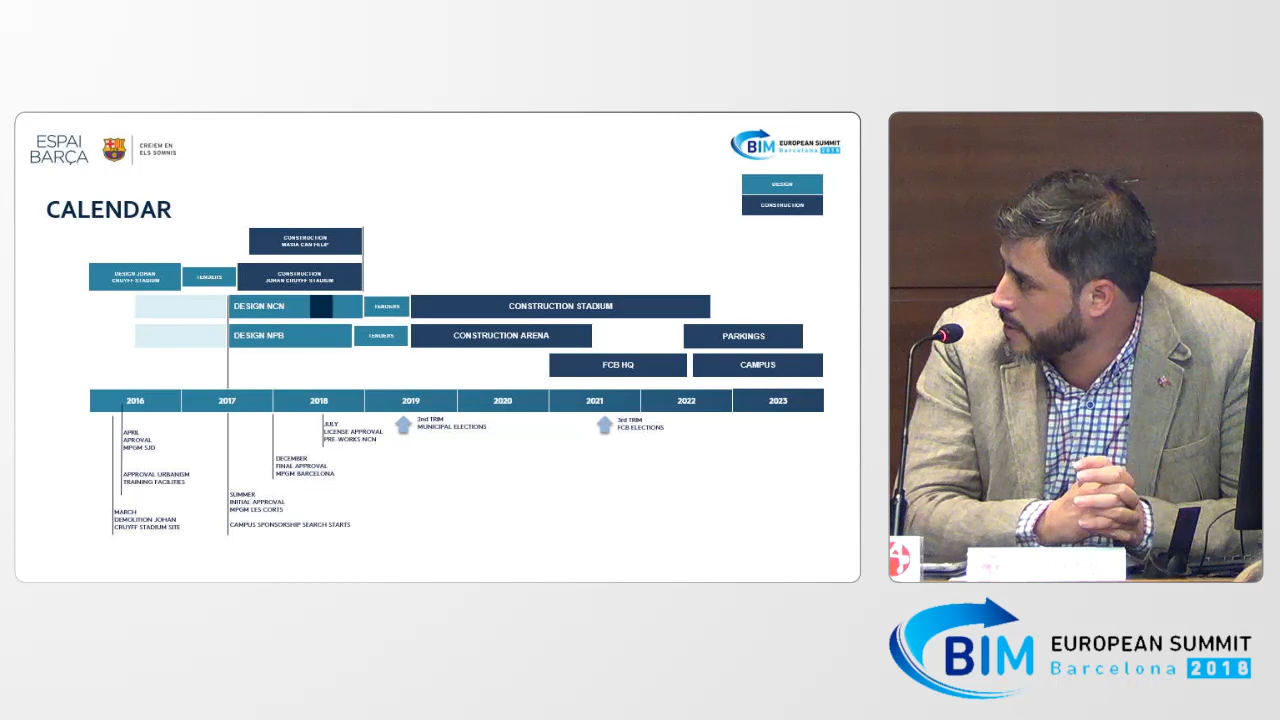 ESPAI
BARÇA
CREIEM EN
ELS SOMNIS
BIM EUROPEAN SUMMIT
Barcelona 2018
DESIGN
CONSTRUCTION
CALENDAR
CONSTRUCTION
MASIA CAN FELIP
DESIGN JOHAN
CRUYFF STADIUM
TENDERS
CONSTRUCTION
JOHAN CRUYFF STADIUM
DESIGN NCN
TENDERS
CONSTRUCTION STADIUM
DESIGN NPB
TENDERS
CONSTRUCTION ARENA
PARKINGS
FCB HQ
CAMPUS
2016
2017
2018
2019
2020
2021
2022
2023
APRIL
APROVAL
MPGM SJD
APPROVAL URBANISM
TRAINING FACILITIES
MARCH
DEMOLITION JOHAN
CRUYFF STADIUM SITE
SUMMER
INITIAL APPROVAL
MPGM LES CORTS
CAMPUS SPONSORSHIP SEARCH STARTS
DECEMBER
FINAL APPROVAL
MPGM BARCELONA
JULY
LICENSE APPROVAL
PRE-WORKS NCN
2nd TRIM
MUNICIPAL ELECTIONS
3rd TRIM
FCB ELECTIONS
BIM EUROPEAN SUMMIT
Barcelona 2018